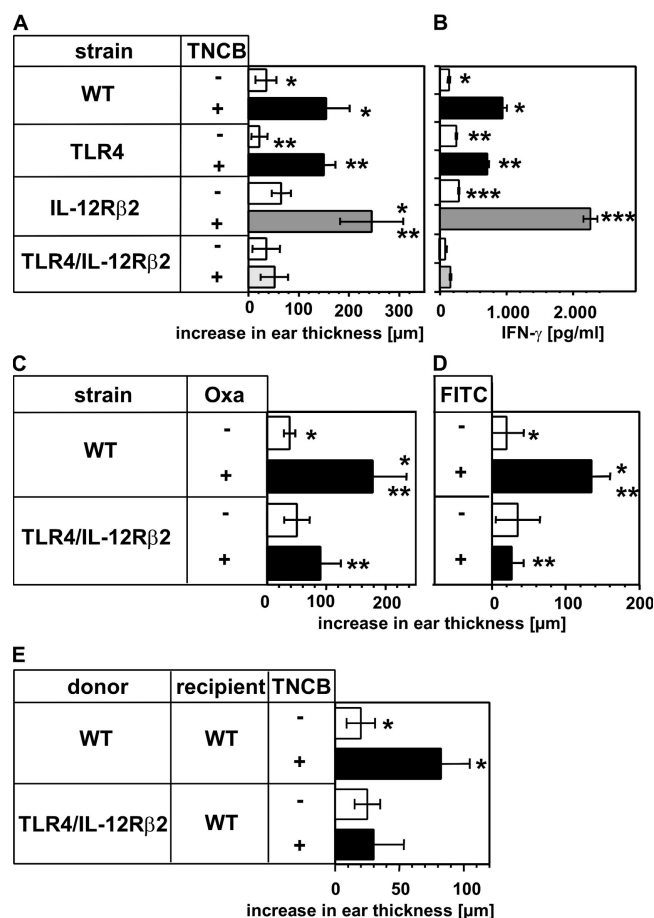 A
B
strain TNCB
WT - * *
+ * *
TLR4 - ** **
+ ** **
IL-12Rβ2 - ***
+ * ** ***
TLR4/IL-12Rβ2 -
+
0 100 200 300
0 1.000 2.000
increase in ear thickness [µm]
IFN-γ [pg/ml]
C
D
strain Oxa
FITC
WT - * - *
+ * ** + * **
TLR4/IL-12Rβ2 - -
+ ** + **
0 100 200
0 100 200
increase in ear thickness [µm]
E
donor recipient TNCB
WT WT - *
+ *
TLR4/IL-12Rβ2 WT -
+
0 50 100
increase in ear thickness [µm]